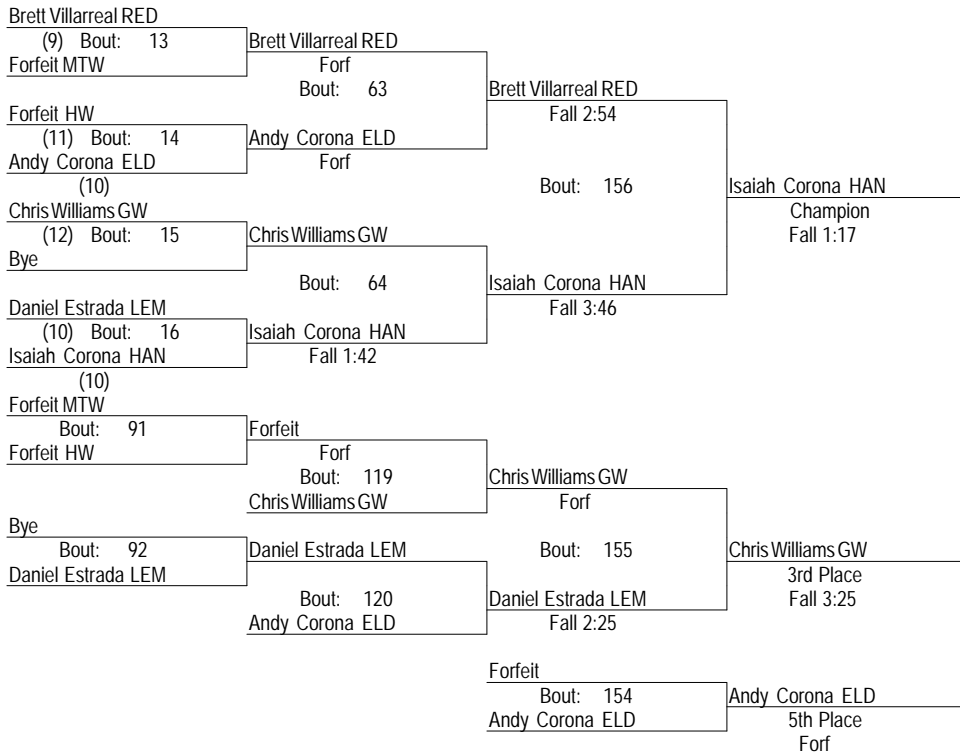 Brett Villarreal RED
(9) Bout: 13
Brett Villarreal RED
Forfeit MTW
Forf
Bout: 63
Brett Villarreal RED
Forfeit HW
Fall 2:54
(11) Bout: 14
Andy Corona ELD
Andy Corona ELD
Forf
(10)
Bout: 156
Isaiah Corona HAN
Chris Williams GW
Champion
(12) Bout: 15
Chris Williams GW
Fall 1:17
Bye
Bout: 64
Isaiah Corona HAN
Daniel Estrada LEM
Fall 3:46
(10) Bout: 16
Isaiah Corona HAN
Isaiah Corona HAN
Fall 1:42
(10)
Forfeit MTW
Bout: 91
Forfeit
Forfeit HW
Forf
Bout: 119
Chris Williams GW
Chris Williams GW
Forf
Bye
Bout: 92
Daniel Estrada LEM
Bout: 155
Chris Williams GW
Daniel Estrada LEM
3rd Place
Bout: 120
Daniel Estrada LEM
Fall 3:25
Andy Corona ELD
Fall 2:25
Forfeit
Bout: 154
Andy Corona ELD
Andy Corona ELD
5th Place
Forf